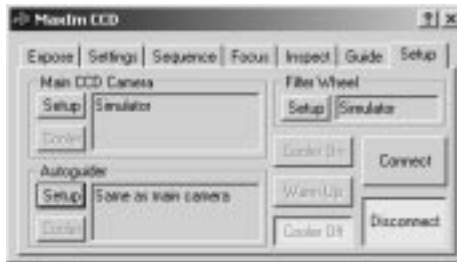 MaxIm CCD
Expose Settings Sequence Focus Inspect Guide Setup
Main CCD Camera
Setup Simulator
Cooler
Filter Wheel
Setup Simulator
Autoguider
Setup Same as main camera
Cooler
Cooler On
Warm Up
Cooler Off
Connect
Disconnect